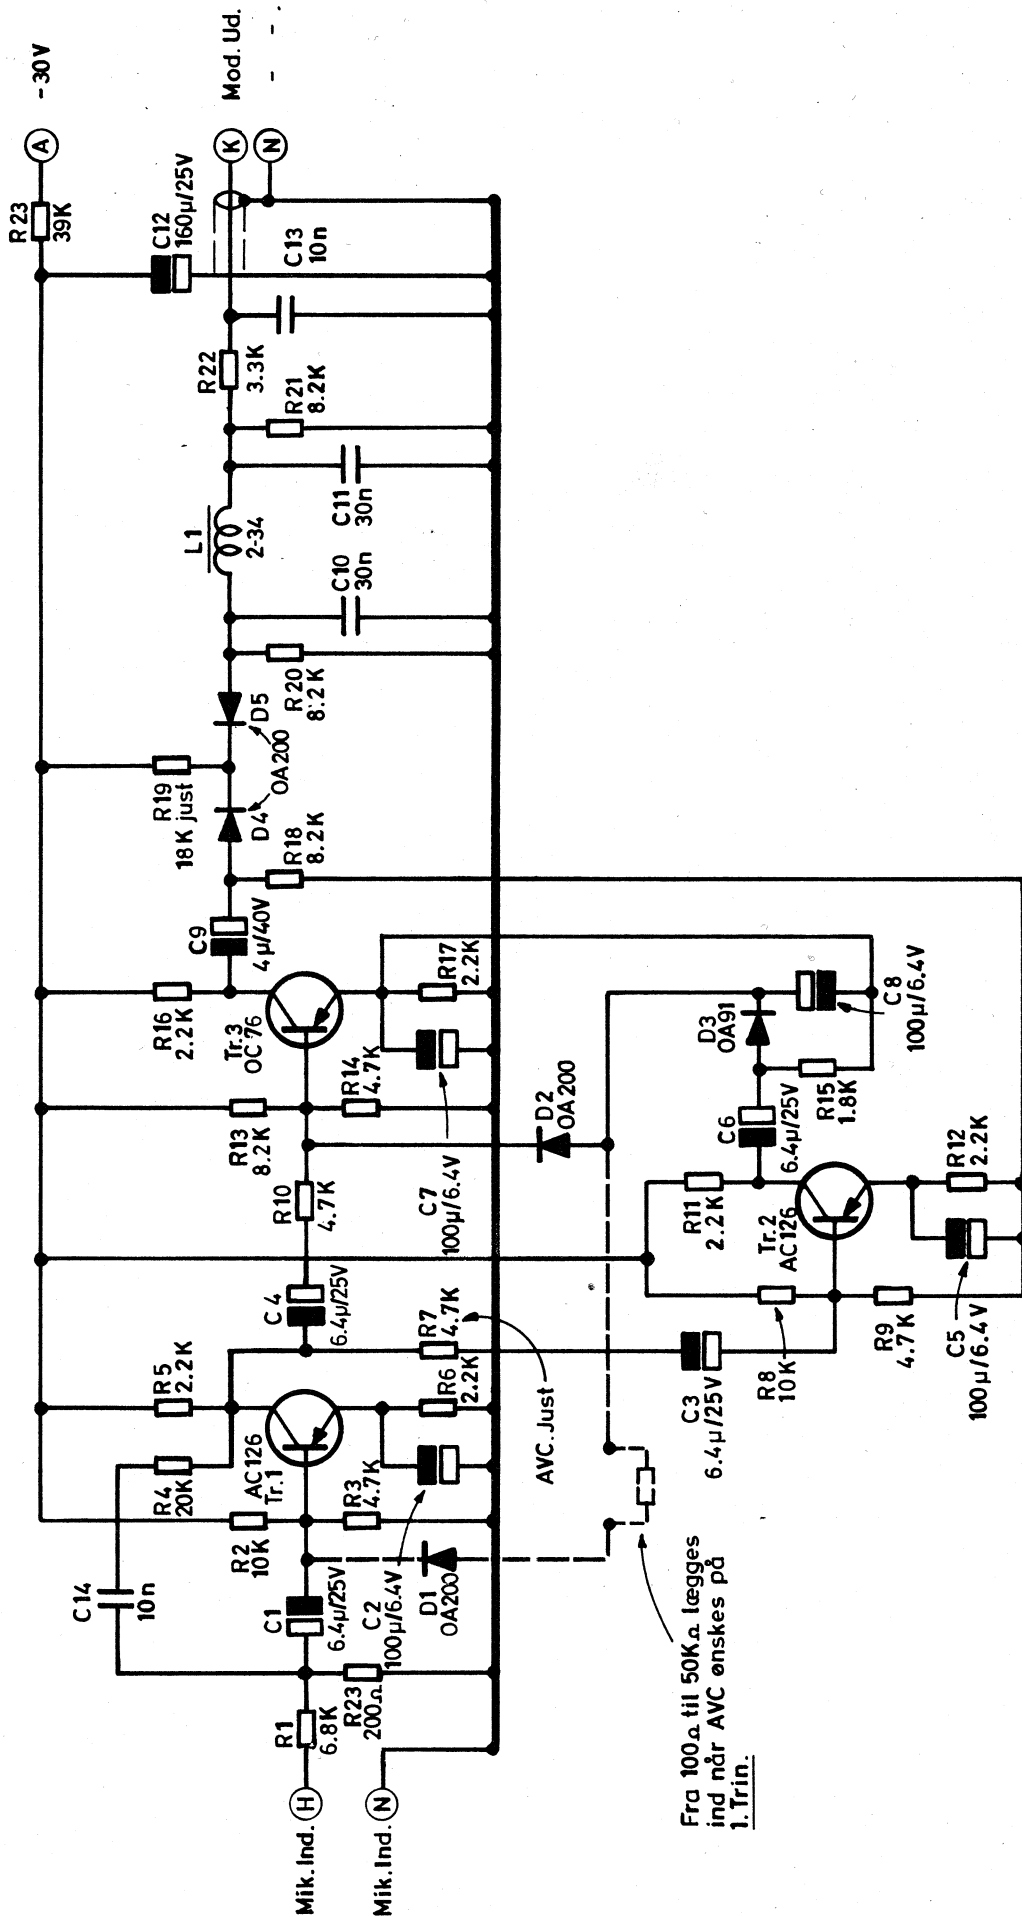 Mik. Ind. H
Mik. Ind. N
R1
6.8K
R23
200Ω
C14
10n
C1
6.4µ/25V
C2
100µ/6.4V
D1
OA200
R2
10K
R3
4.7K
R4
20K
AC126
Tr.1
R5
2.2K
R6
2.2K
R7
4.7K
AVC. Just
C4
6.4µ/25V
R10
4.7K
R13
8.2K
R14
4.7K
C7
100µ/6.4V
Tr.3
OC76
R16
2.2K
R17
2.2K
C9
4µ/40V
R18
8.2K
D4
OA200
D5
R19
18K just
R20
8.2K
C10
30n
L1
2-34
C11
30n
R21
8.2K
R22
3.3K
C13
10n
C12
160µ/25V
R23
39K
A -30V
K Mod. Ud.
N - - .
D2
OA200
D3
OA91
C8
100µ/6.4V
R15
1.8K
C6
6.4µ/25V
R11
2.2K
Tr.2
AC126
R12
2.2K
C5
100µ/6.4V
R9
4.7K
R8
10K
C3
6.4µ/25V
Fra 100Ω til 50KΩ lægges
ind når AVC ønskes på
1. Trin.